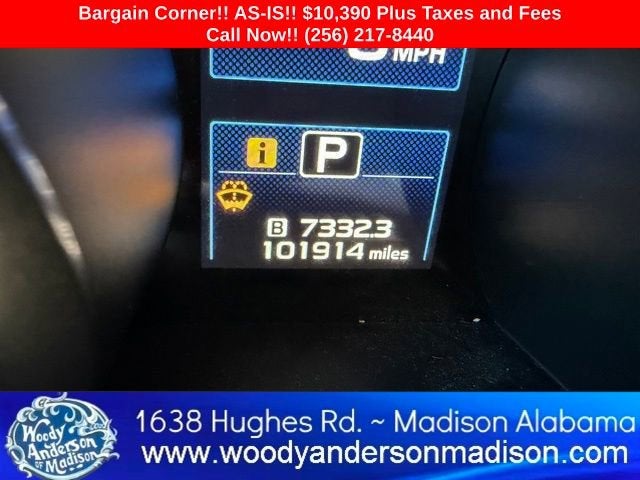 Bargain Corner!! AS-IS!! $10,390 Plus Taxes and Fees
Call Now!! (256) 217-8440
MPH
i
P
B 7332.3
101914 miles
Woody
Anderson
OF Madison
1638 Hughes Rd. ~ Madison Alabama
www.woodyandersonmadison.com